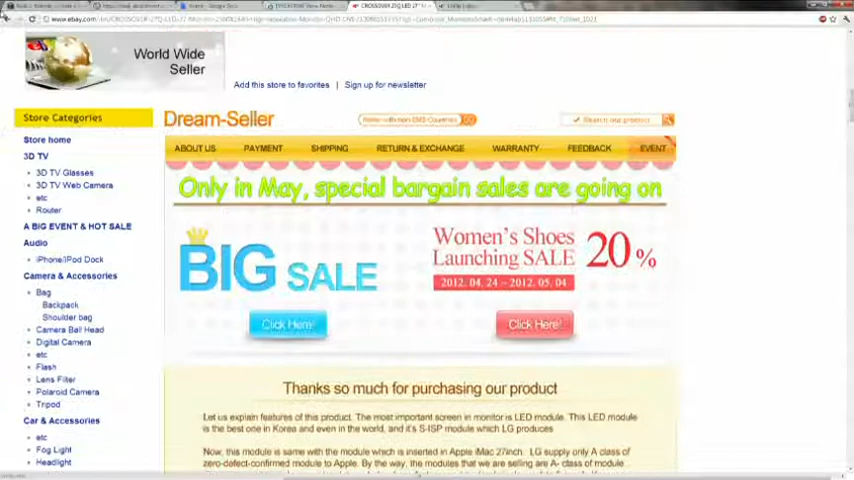 World Wide
Seller
Add this store to favorites | Sign up for newsletter
Store Categories
Dream-Seller
Search our product
Store home
ABOUT US PAYMENT SHIPPING RETURN & EXCHANGE WARRANTY FEEDBACK EVENT
3D TV
3D TV Glasses
3D TV Web Camera
etc
Router
Only in May, special bargain sales are going on
A BIG EVENT & HOT SALE
Audio
iPhone/iPod Dock
Camera & Accessories
Bag
Backpack
Shoulder bag
Camera Ball Head
Digital Camera
etc
Flash
Lens Filter
Polaroid Camera
Tripod
Car & Accessories
etc
Fog Light
Headlight
BIG SALE
Women's Shoes
Launching SALE
20%
2012. 04. 24 ~ 2012. 05. 04
Click Here!
Click Here!
Thanks so much for purchasing our product
Let us explain features of this product. The most important screen in monitor is LED module. This LED module
is the best one in Korea and even in the world, and it's S-ISP module which LG produces
Now, this module is same with the module which is inserted in Apple iMac 27inch. LG supply only A class of
zero-defect-confirmed module to Apple. By the way, the modules that we are selling are A- class of module